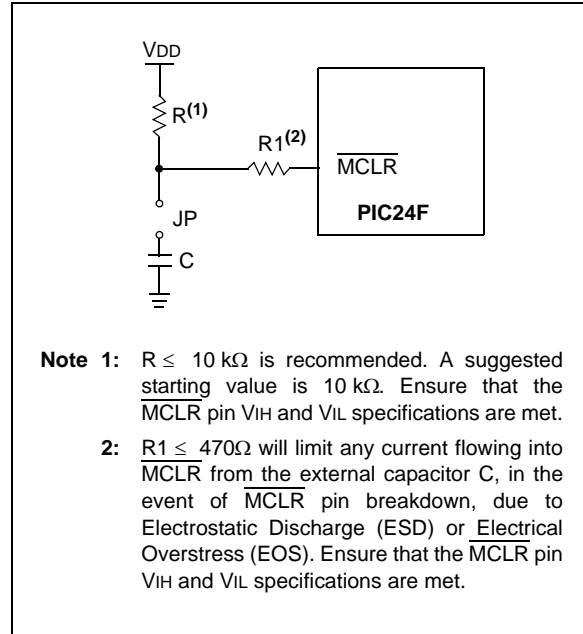 VDD
R(1)
R1(2)
MCLR
PIC24F
JP
C
Note 1: R ≤ 10 kΩ is recommended. A suggested
starting value is 10 kΩ. Ensure that the
MCLR pin VIH and VIL specifications are met.
2: R1 ≤ 470Ω will limit any current flowing into
MCLR from the external capacitor C, in the
event of MCLR pin breakdown, due to
Electrostatic Discharge (ESD) or Electrical
Overstress (EOS). Ensure that the MCLR pin
VIH and VIL specifications are met.